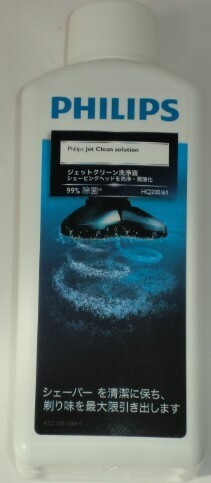 PHILIPS
Philips Jet Clean solution
ジェットクリーン洗浄液
シェービングヘッドを洗浄・潤滑化
99% 除菌*
HQ200/61
シェーバー を清潔に保ち、
剃り味を最大限引き出します